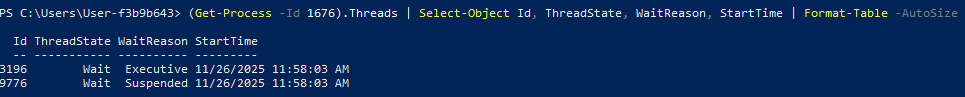 PS C:\Users\User-f3b9b643> (Get-Process -Id 1676).Threads | Select-Object Id, ThreadState, WaitReason, StartTime | Format-Table -AutoSize
Id ThreadState WaitReason StartTime
-- ----------- ---------- ---------
3196 Wait Executive 11/26/2025 11:58:03 AM
9776 Wait Suspended 11/26/2025 11:58:03 AM